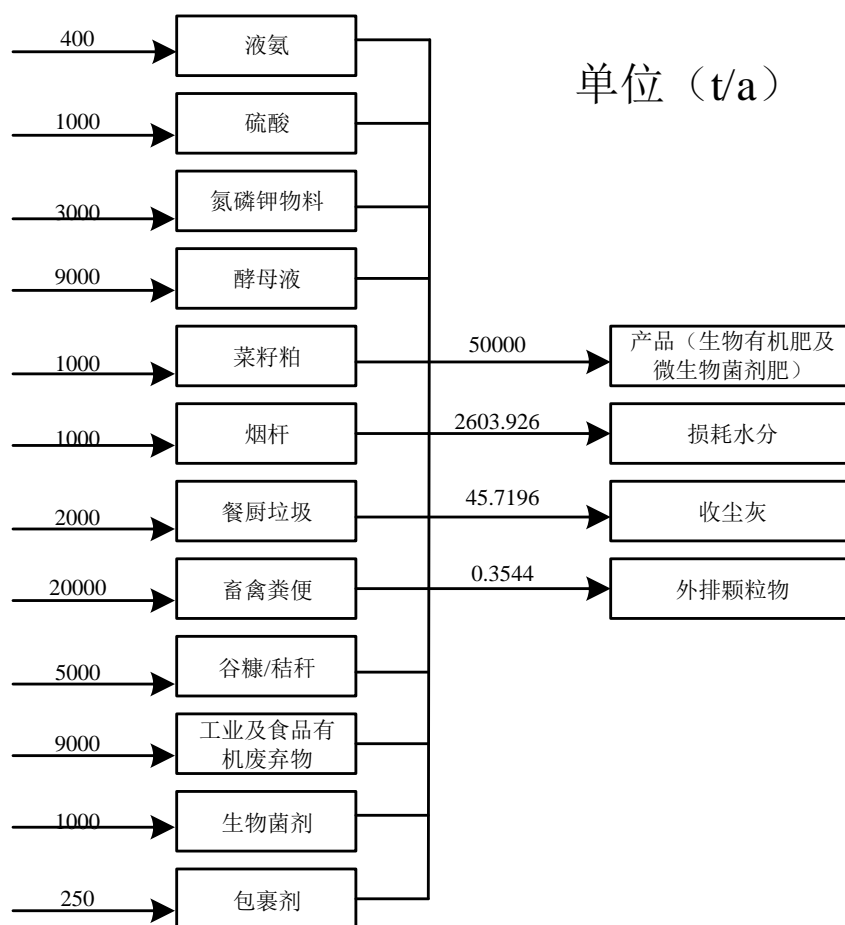 400
液氨
单位（t/a）
1000
硫酸
3000
氮磷钾物料
9000
酵母液
1000
菜籽粕
50000
产品（生物有机肥及
微生物菌剂肥）
1000
烟杆
2603.926
损耗水分
2000
餐厨垃圾
45.7196
收尘灰
20000
畜禽粪便
0.3544
外排颗粒物
5000
谷糠/秸秆
9000
工业及食品有
机废弃物
1000
生物菌剂
250
包裹剂